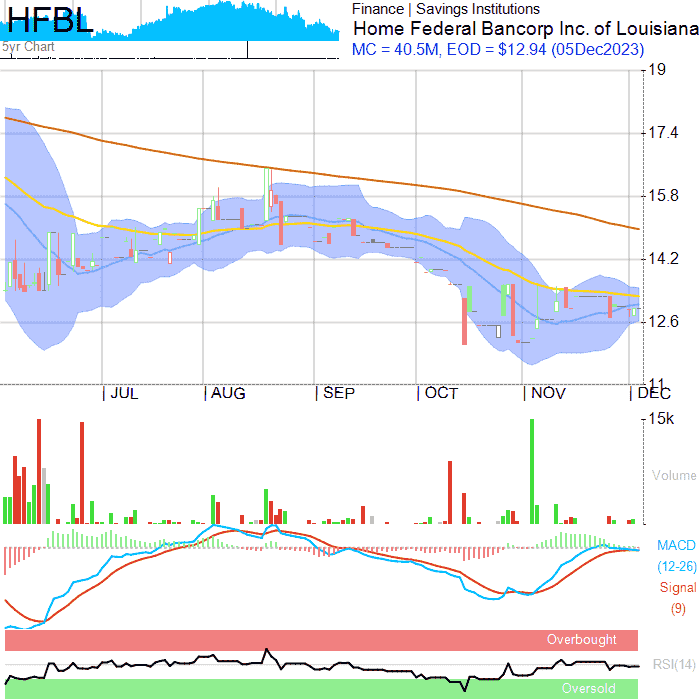 HFBL
Finance | Savings Institutions
Home Federal Bancorp Inc. of Louisiana
5yr Chart
MC = 40.5M, EOD = $12.94 (05Dec2023)
19
17.4
15.8
14.2
12.6
11
JUL AUG SEP OCT NOV DEC
15k
Volume
MACD
(12-26)
Signal
(9)
Overbought
RSI(14)
Oversold